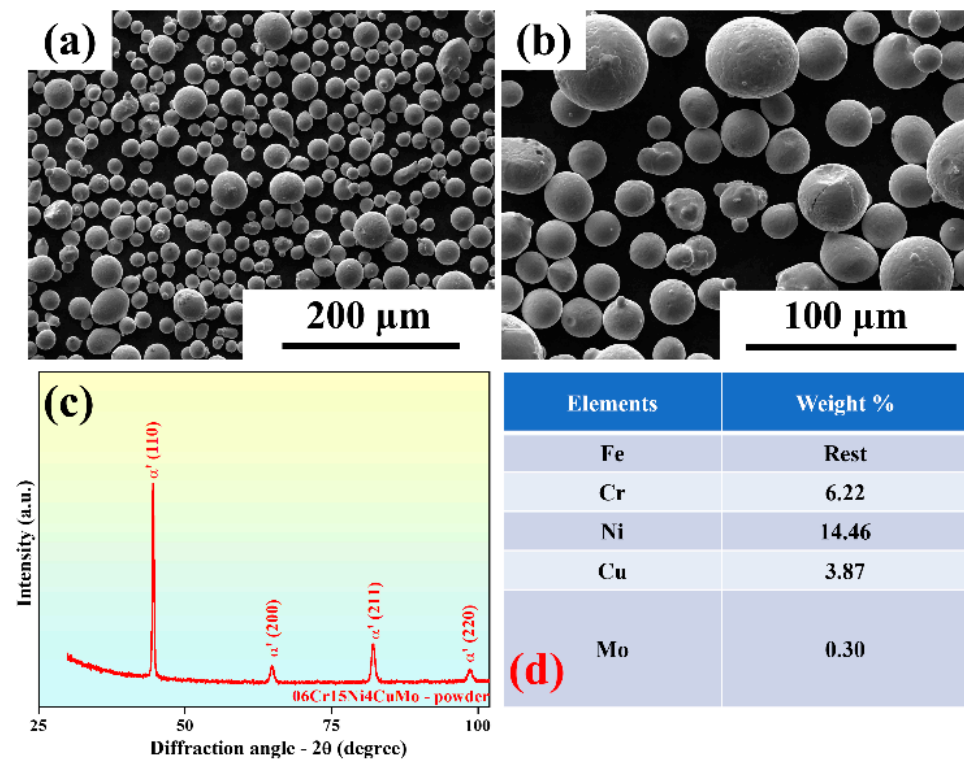 (a)
200 μm
(b)
100 μm
(c)
Intensity (a.u.)
α' (110)
α' (200)
α' (211)
α' (220)
06Cr15Ni4CuMo - powder
25
50
75
100
Diffraction angle - 2θ (degree)
Elements Weight %
Fe Rest
Cr 6.22
Ni 14.46
Cu 3.87
Mo 0.30
(d)